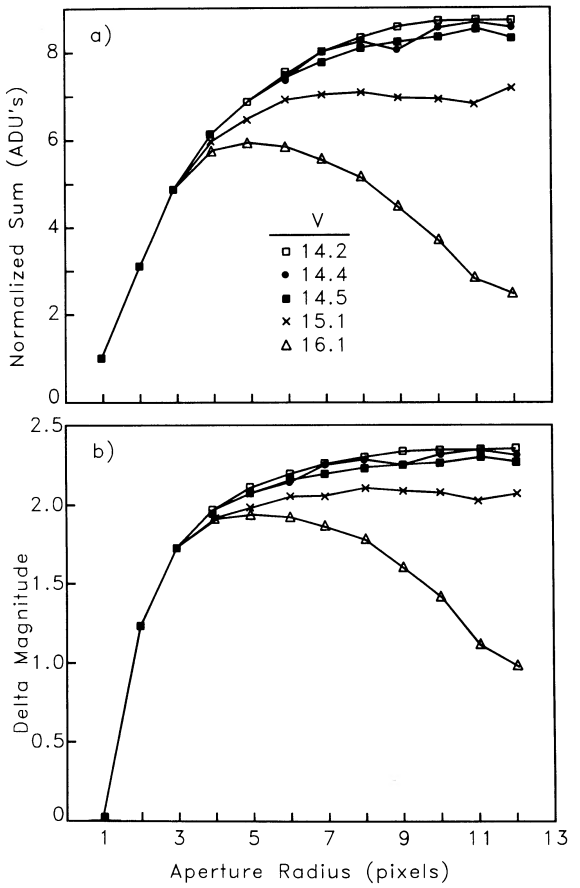 a)
8
6
4
2
0
Normalized Sum (ADU's)
V
14.2
14.4
14.5
15.1
16.1
b)
2.5
2.0
1.5
1.0
0.5
0
Delta Magnitude
1 3 5 7 9 11 13
Aperture Radius (pixels)